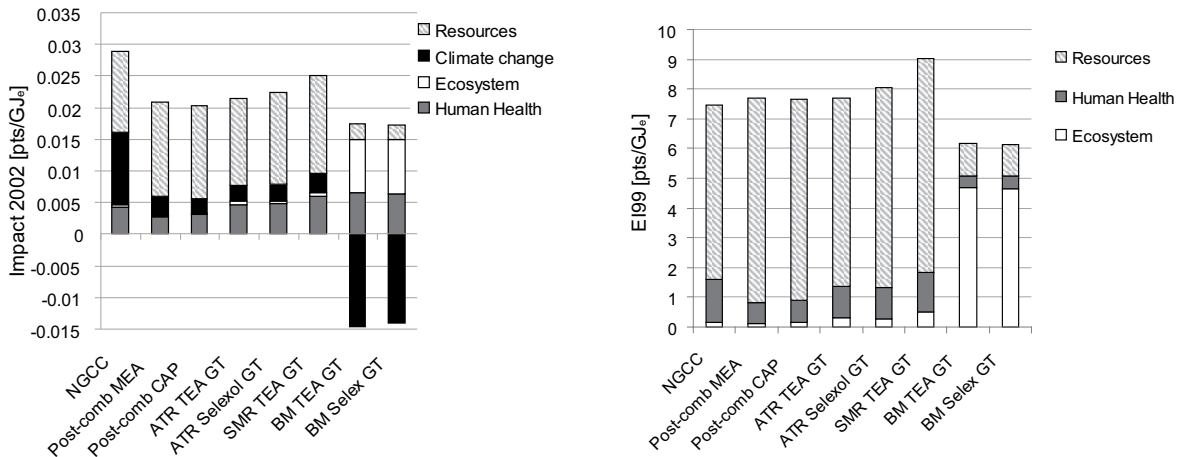 Impact 2002 [pts/GJe]
0.035
0.03
0.025
0.02
0.015
0.01
0.005
0
-0.005
-0.01
-0.015
NGCC
Post-comb MEA
Post-comb CAP
ATR TEA GT
ATR Selexol GT
SMR TEA GT
BM TEA GT
BM Selex GT
Resources
Climate change
Ecosystem
Human Health
EI99 [pts/GJe]
10
9
8
7
6
5
4
3
2
1
0
NGCC
Post-comb MEA
Post-comb CAP
ATR TEA GT
ATR Selexol GT
SMR TEA GT
BM TEA GT
BM Selex GT
Resources
Human Health
Ecosystem